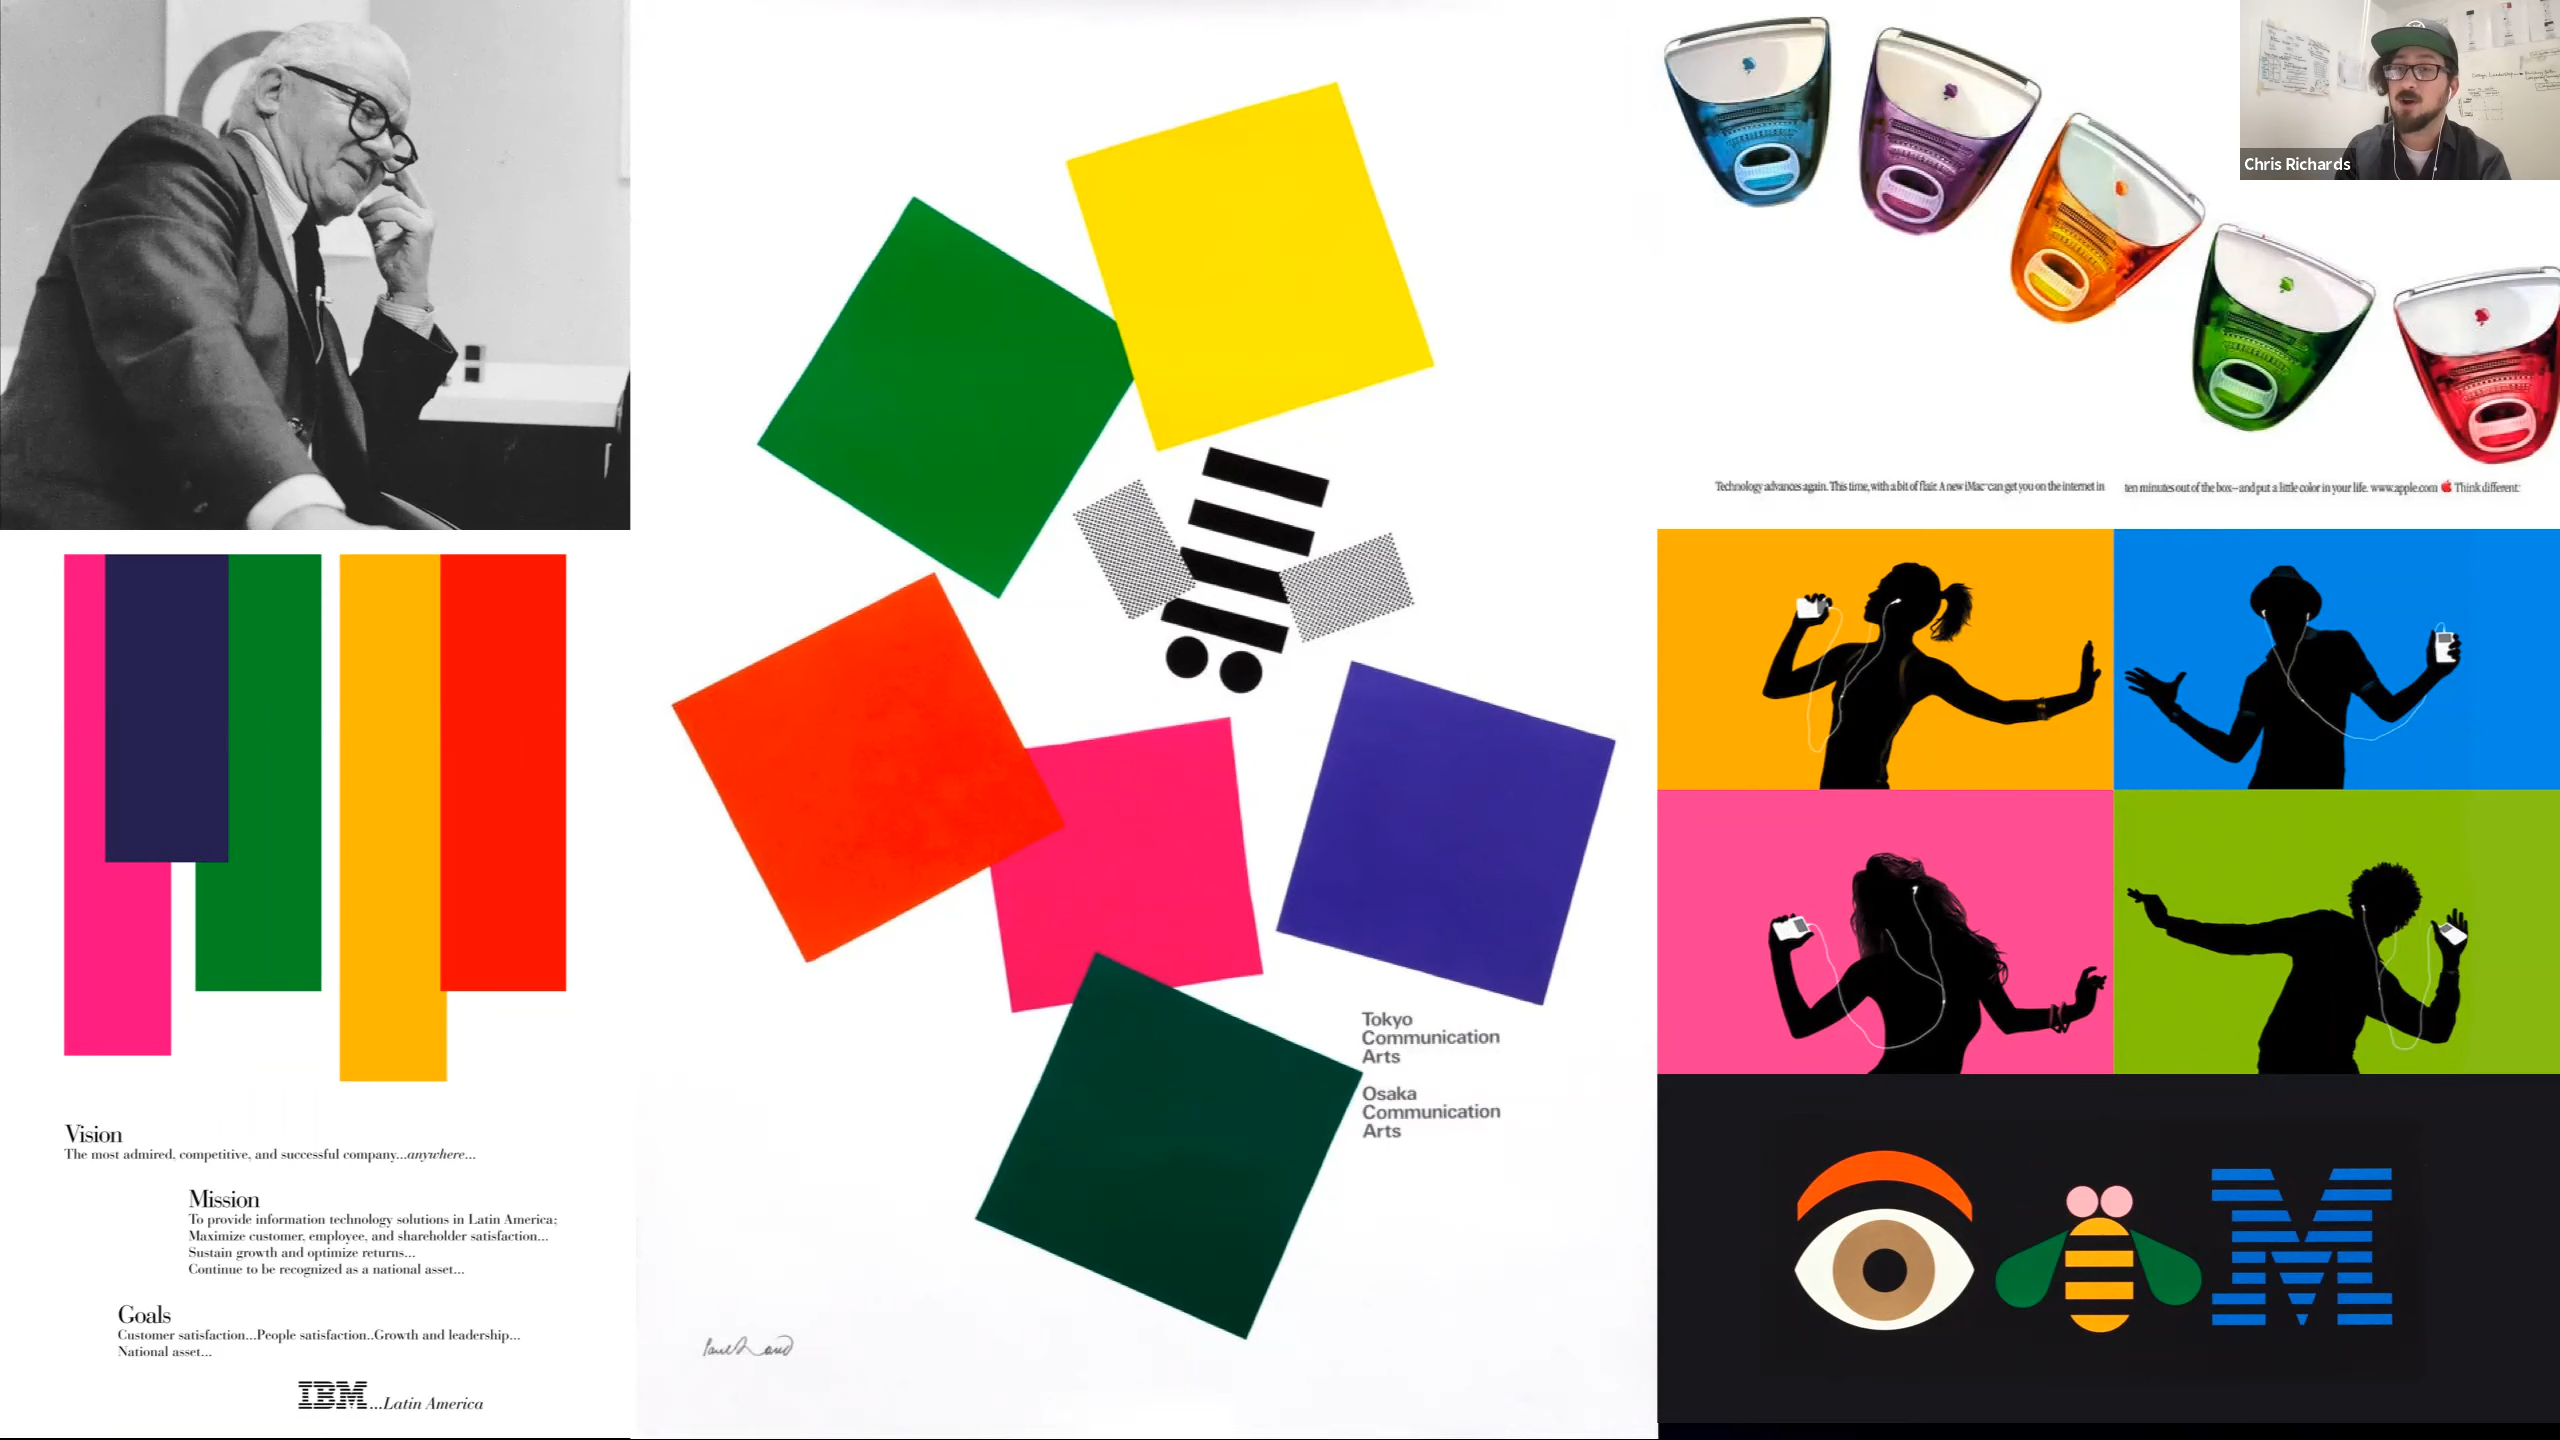 Chris Richards
Technology advances again. This time, with a bit of flair. A new iMac can get you on the internet in
ten minutes out of the box—and put a little color in your life. www.apple.com Think different.
Vision
The most admired, competitive, and successful company...anywhere...
Mission
To provide information technology solutions in Latin America;
Maximize customer, employee, and shareholder satisfaction...
Sustain growth and optimize returns...
Continue to be recognized as a national asset...
Goals
Customer satisfaction...People satisfaction..Growth and leadership...
National asset...
IBM...Latin America
Tokyo
Communication
Arts
Osaka
Communication
Arts
Paul Rand
M